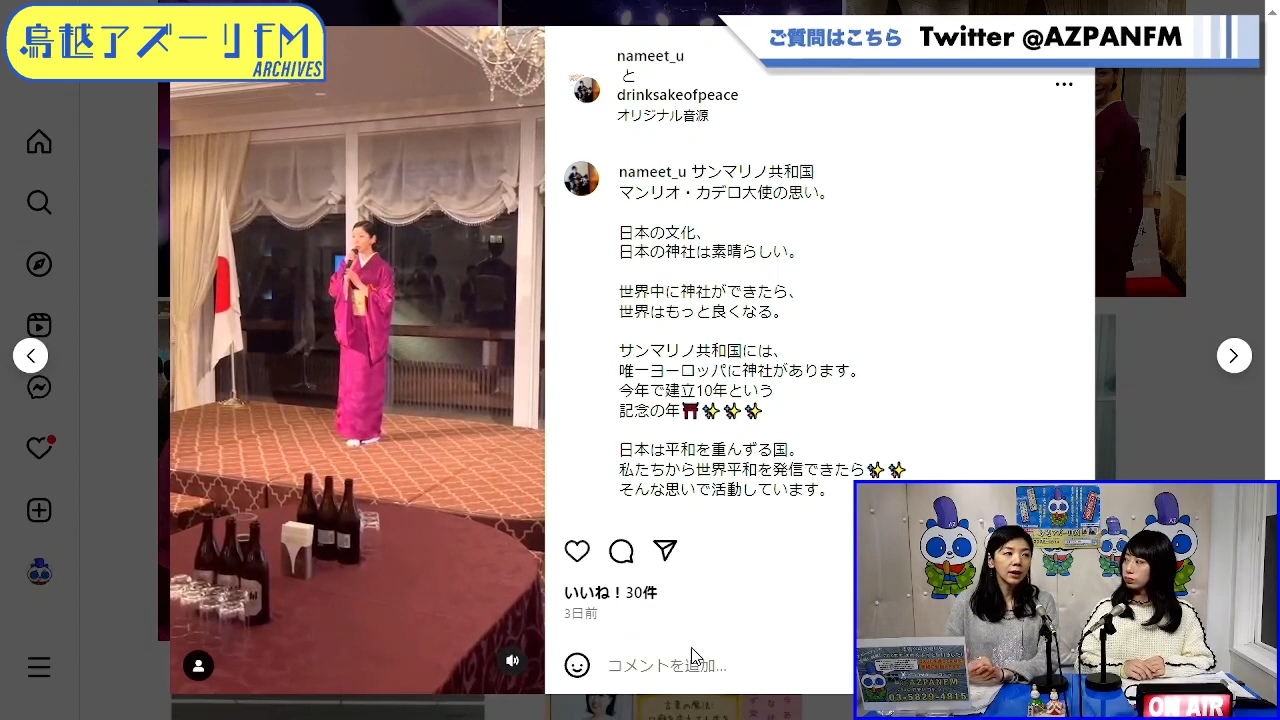 鳥越アズーリFM
ARCHIVES
ご質問はこちら Twitter @AZPANFM
nameet_u
と
drinksakeofpeace
オリジナル音源
nameet_u サンマリノ共和国
マンリオ・カデロ大使の思い。
日本の文化、
日本の神社は素晴らしい。
世界中に神社ができたら、
世界はもっと良くなる。
サンマリノ共和国には、
唯一ヨーロッパに神社があります。
今年で建立10年という
記念の年⛩✨✨✨
日本は平和を重んずる国。
私たちから世界平和を発信できたら✨✨
そんな思いで活動しています。
いいね！30件
3日前
コメントを追加...
AZPANFM
03-5829-4815
ON AIR